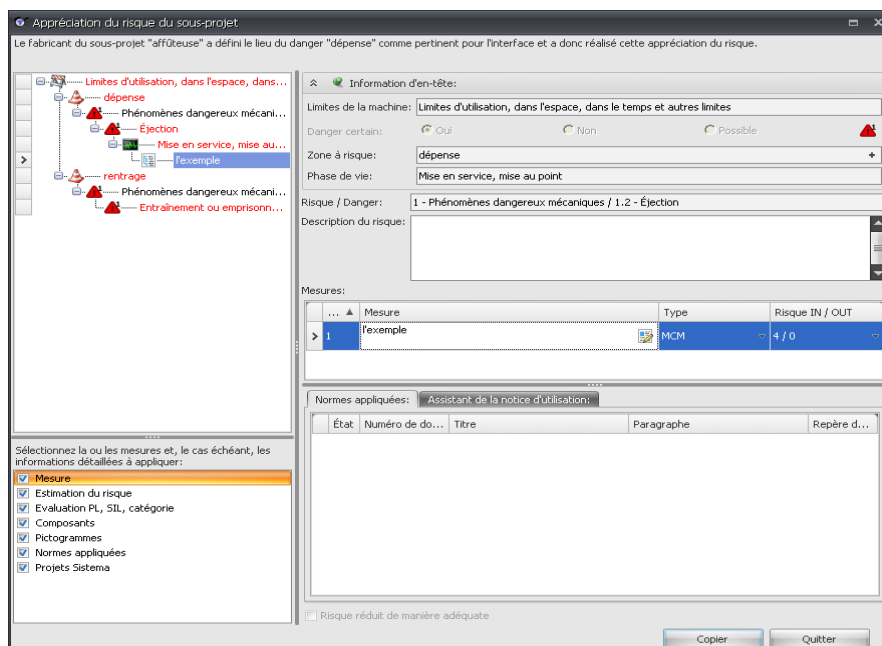 Appréciation du risque du sous-projet
Le fabricant du sous-projet "affûteuse" a défini le lieu du danger "dépense" comme pertinent pour l'interface et a donc réalisé cette appréciation du risque.
Limites d'utilisation, dans l'espace, dans...
dépense
Phénomènes dangereux mécani...
Éjection
Mise en service, mise au...
l'exemple
rentrage
Phénomènes dangereux mécani...
Entraînement ou emprisonn...
Sélectionnez la ou les mesures et, le cas échéant, les
informations détaillées à appliquer:
Mesure
Estimation du risque
Evaluation PL, SIL, catégorie
Composants
Pictogrammes
Normes appliquées
Projets Sistema
Information d'en-tête:
Limites de la machine: Limites d'utilisation, dans l'espace, dans le temps et autres limites
Danger certain: Oui Non Possible
Zone à risque: dépense
Phase de vie: Mise en service, mise au point
Risque / Danger: 1 - Phénomènes dangereux mécaniques / 1.2 - Éjection
Description du risque:
Mesures:
... Mesure Type Risque IN / OUT
1 l'exemple MCM 4 / 0
Normes appliquées: Assistant de la notice d'utilisation:
État Numéro de do... Titre Paragraphe Repère d...
Risque réduit de manière adéquate
Copier Quitter